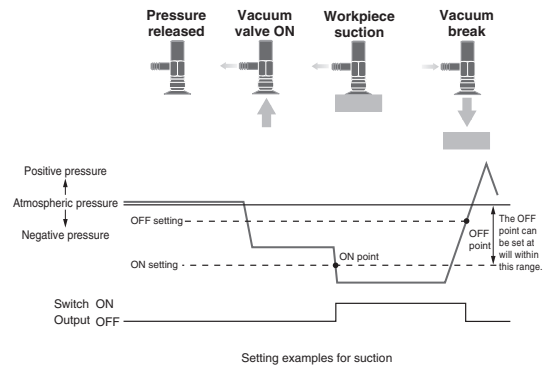 Pressure
released
Vacuum
valve ON
Workpiece
suction
Vacuum
break
Positive pressure
Atmospheric pressure
Negative pressure
OFF setting
ON setting
ON point
OFF
point
The OFF
point can
be set at
will within
this range.
Switch ON
Output OFF
Setting examples for suction